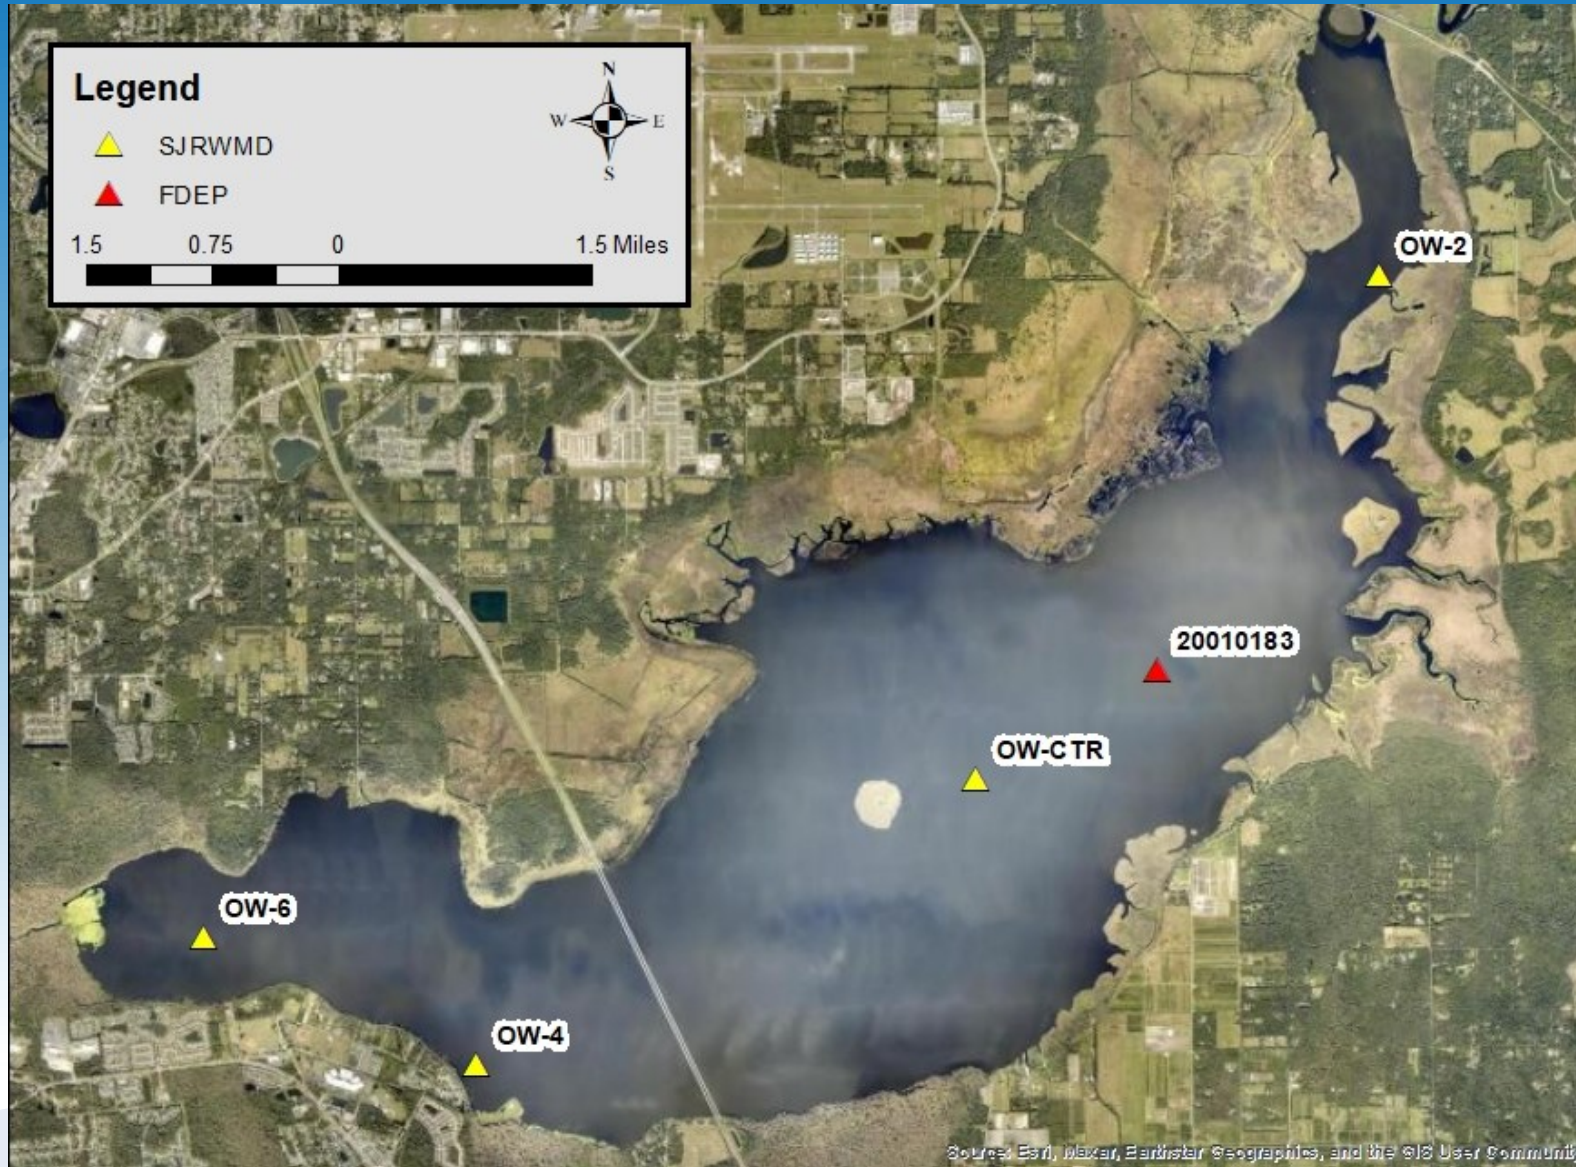 Legend
N
W E
S
SJRWMD
FDEP
1.5 0.75 0 1.5 Miles
OW-2
20010183
OW-CTR
OW-6
OW-4
Source: Esri, Maxar, Earthstar Geographics, and the GIS User Communit